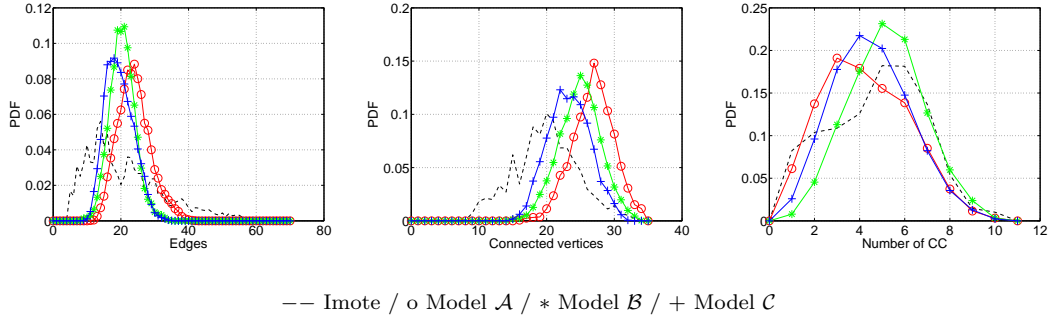 0.12
0.1
0.08
0.06
0.04
0.02
0
PDF
0 20 40 60 80
Edges
0.2
0.15
0.1
0.05
0
PDF
0 10 20 30 40
Connected vertices
0.25
0.2
0.15
0.1
0.05
0
PDF
0 2 4 6 8 10 12
Number of CC
−− Imote / o Model 𝒜 / ∗ Model ℬ / + Model 𝒞